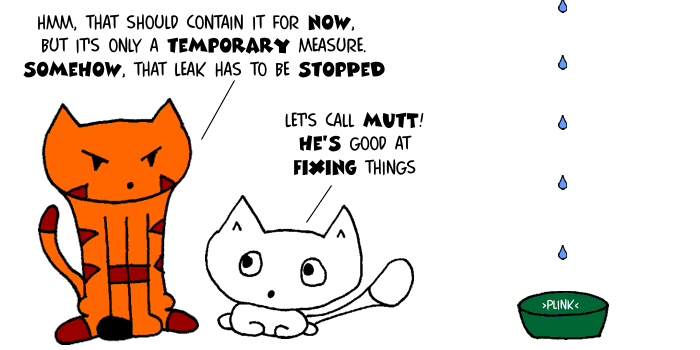 HMM, THAT SHOULD CONTAIN IT FOR NOW,
BUT IT'S ONLY A TEMPORARY MEASURE.
SOMEHOW, THAT LEAK HAS TO BE STOPPED
LET'S CALL MUTT!
HE'S GOOD AT
FIXING THINGS
>PLINK<